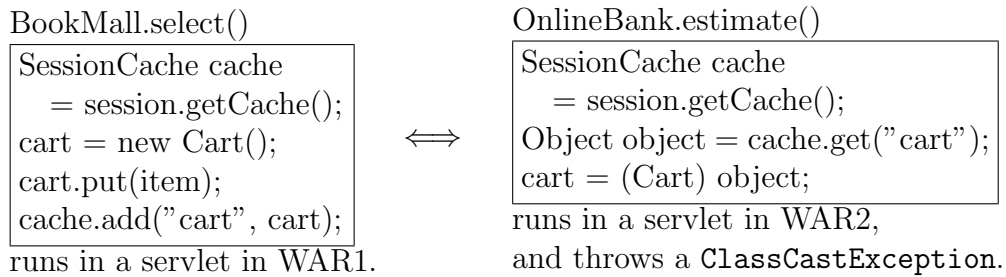 BookMall.select()
SessionCache cache
= session.getCache();
cart = new Cart();
cart.put(item);
cache.add("cart", cart);
runs in a servlet in WAR1.
⟺
OnlineBank.estimate()
SessionCache cache
= session.getCache();
Object object = cache.get("cart");
cart = (Cart) object;
runs in a servlet in WAR2,
and throws a ClassCastException.